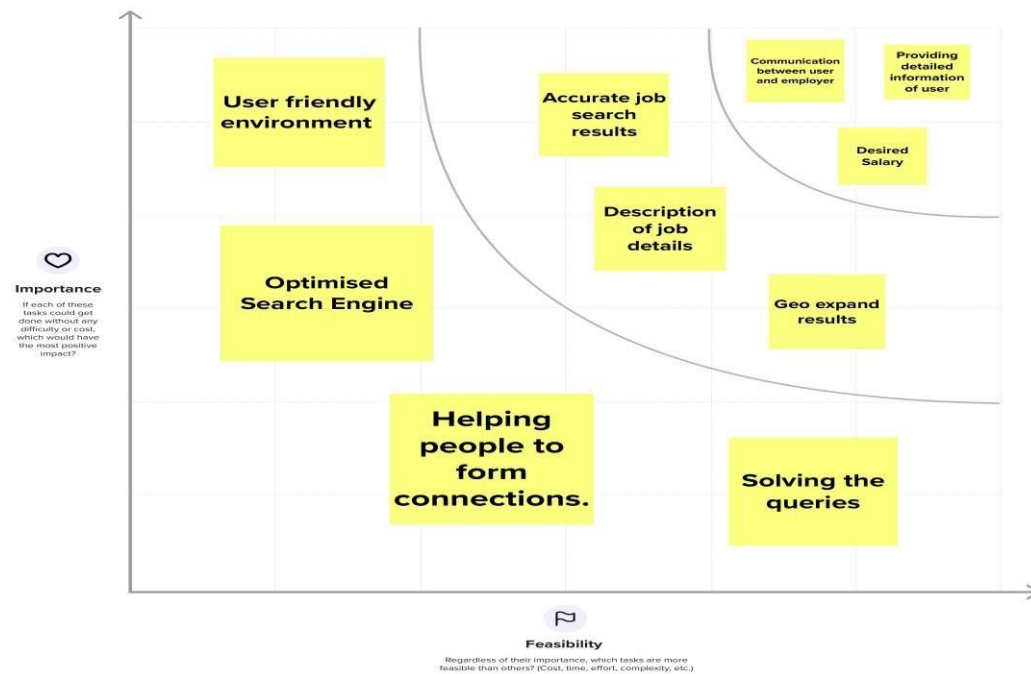 User friendly
environment
Accurate job
search
results
Communication
between user
and employer
Providing
detailed
information
of user
Desired
Salary
Description
of job
details
Optimised
Search Engine
Geo expand
results
Importance
If each of these
tasks could get
done without any
difficulty or cost,
which would have
the most positive
impact?
Helping
people to
form
connections.
Solving the
queries
Feasibility
Regardless of their importance, which tasks are more
feasible than others? (Cost, time, effort, complexity, etc.)